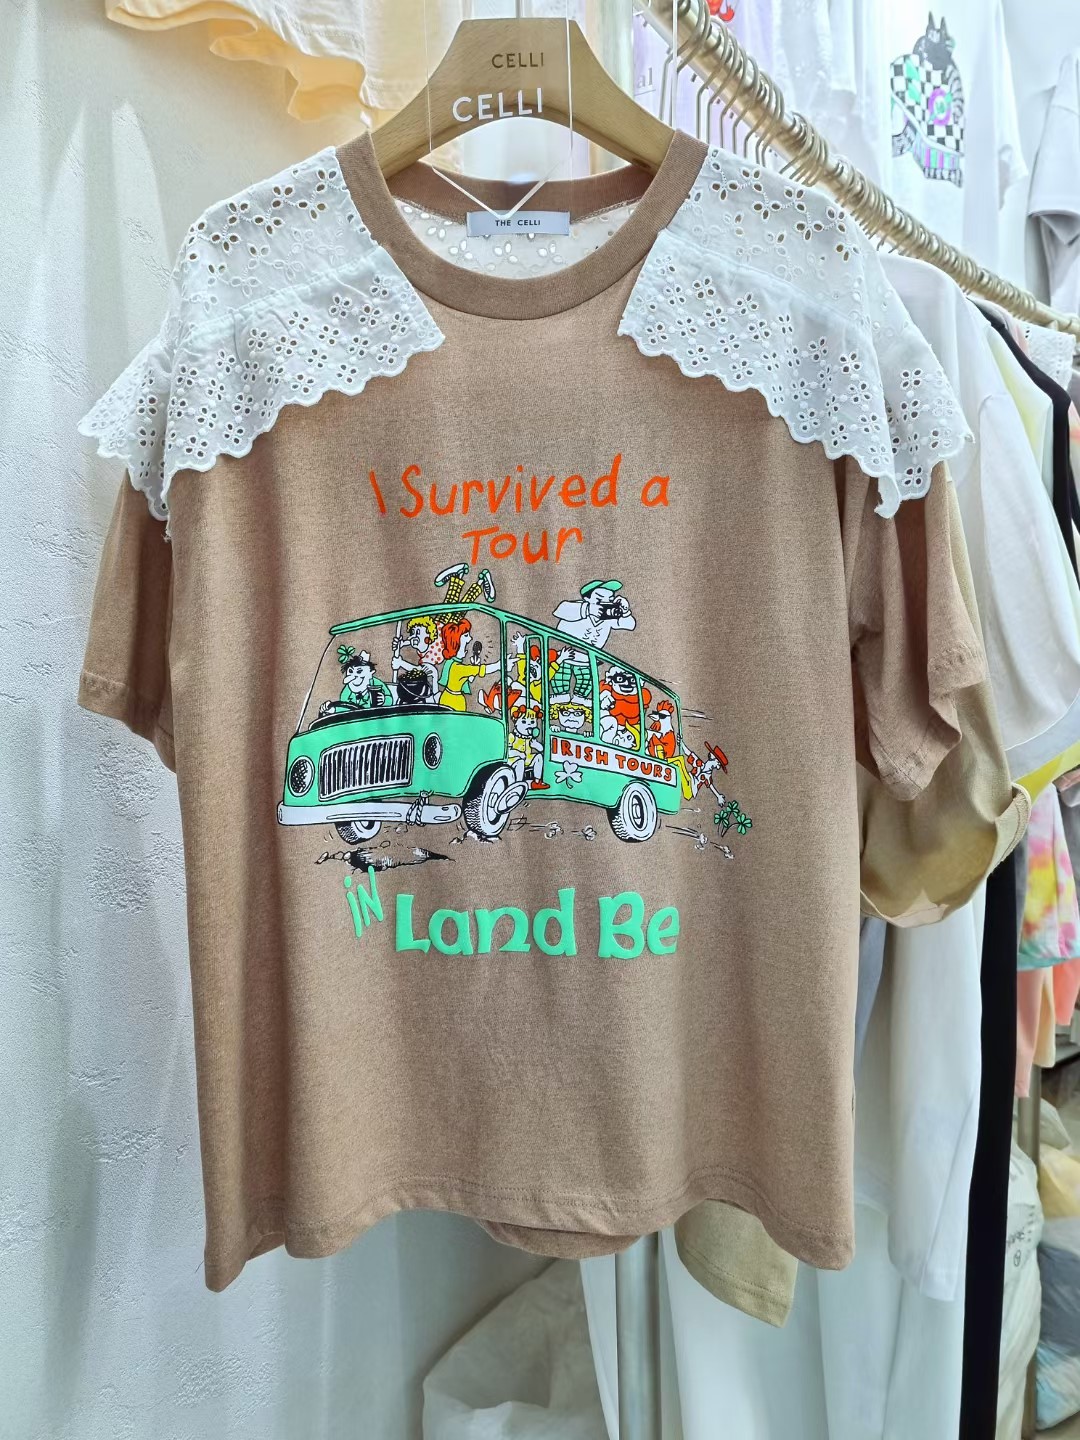 CELLI
CELLI
THE CELLI
I Survived a
Tour
IRISH TOURS
iN
Land Be